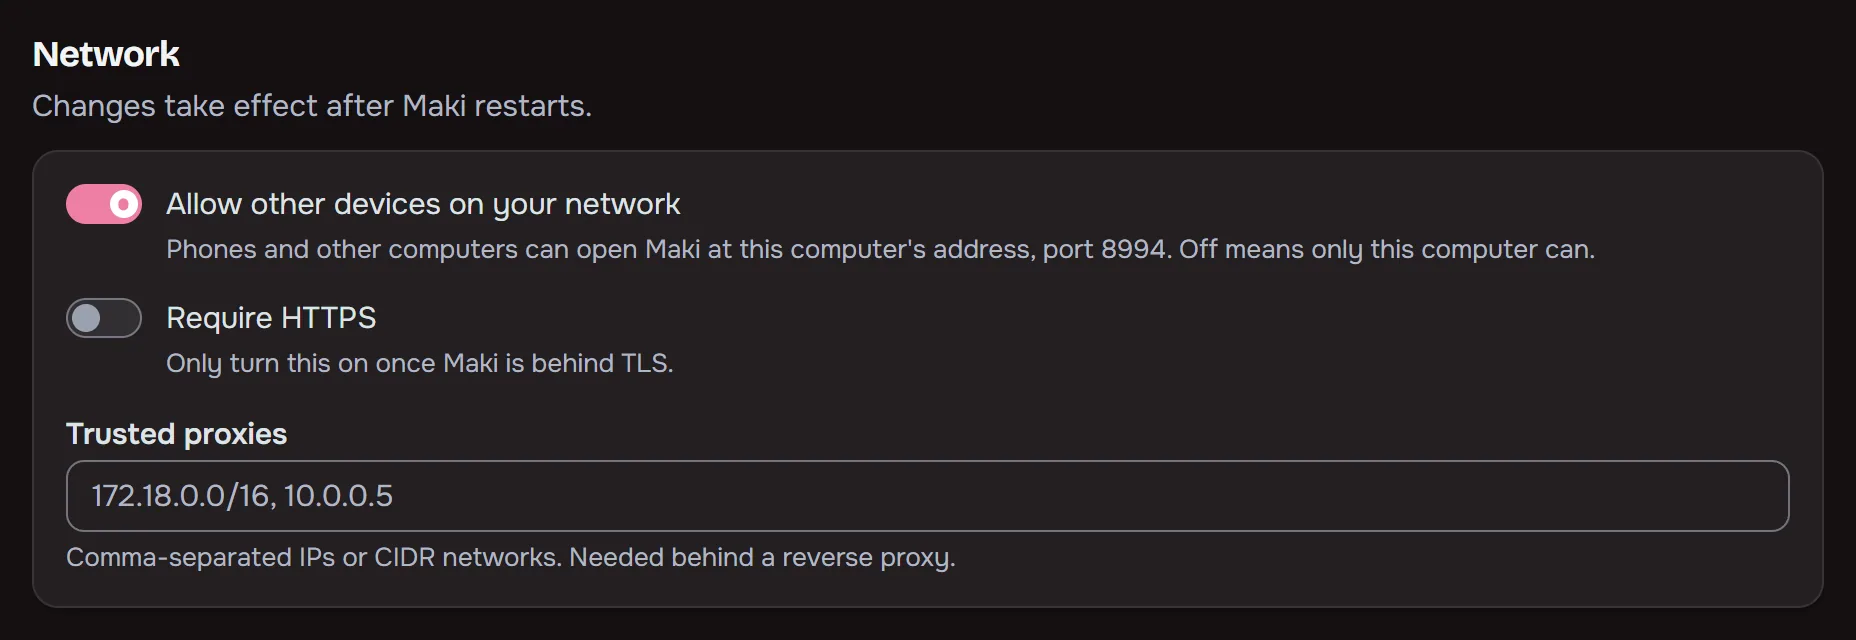 Network
Changes take effect after Maki restarts.
Allow other devices on your network
Phones and other computers can open Maki at this computer's address, port 8994. Off means only this computer can.
Require HTTPS
Only turn this on once Maki is behind TLS.
Trusted proxies
172.18.0.0/16, 10.0.0.5
Comma-separated IPs or CIDR networks. Needed behind a reverse proxy.